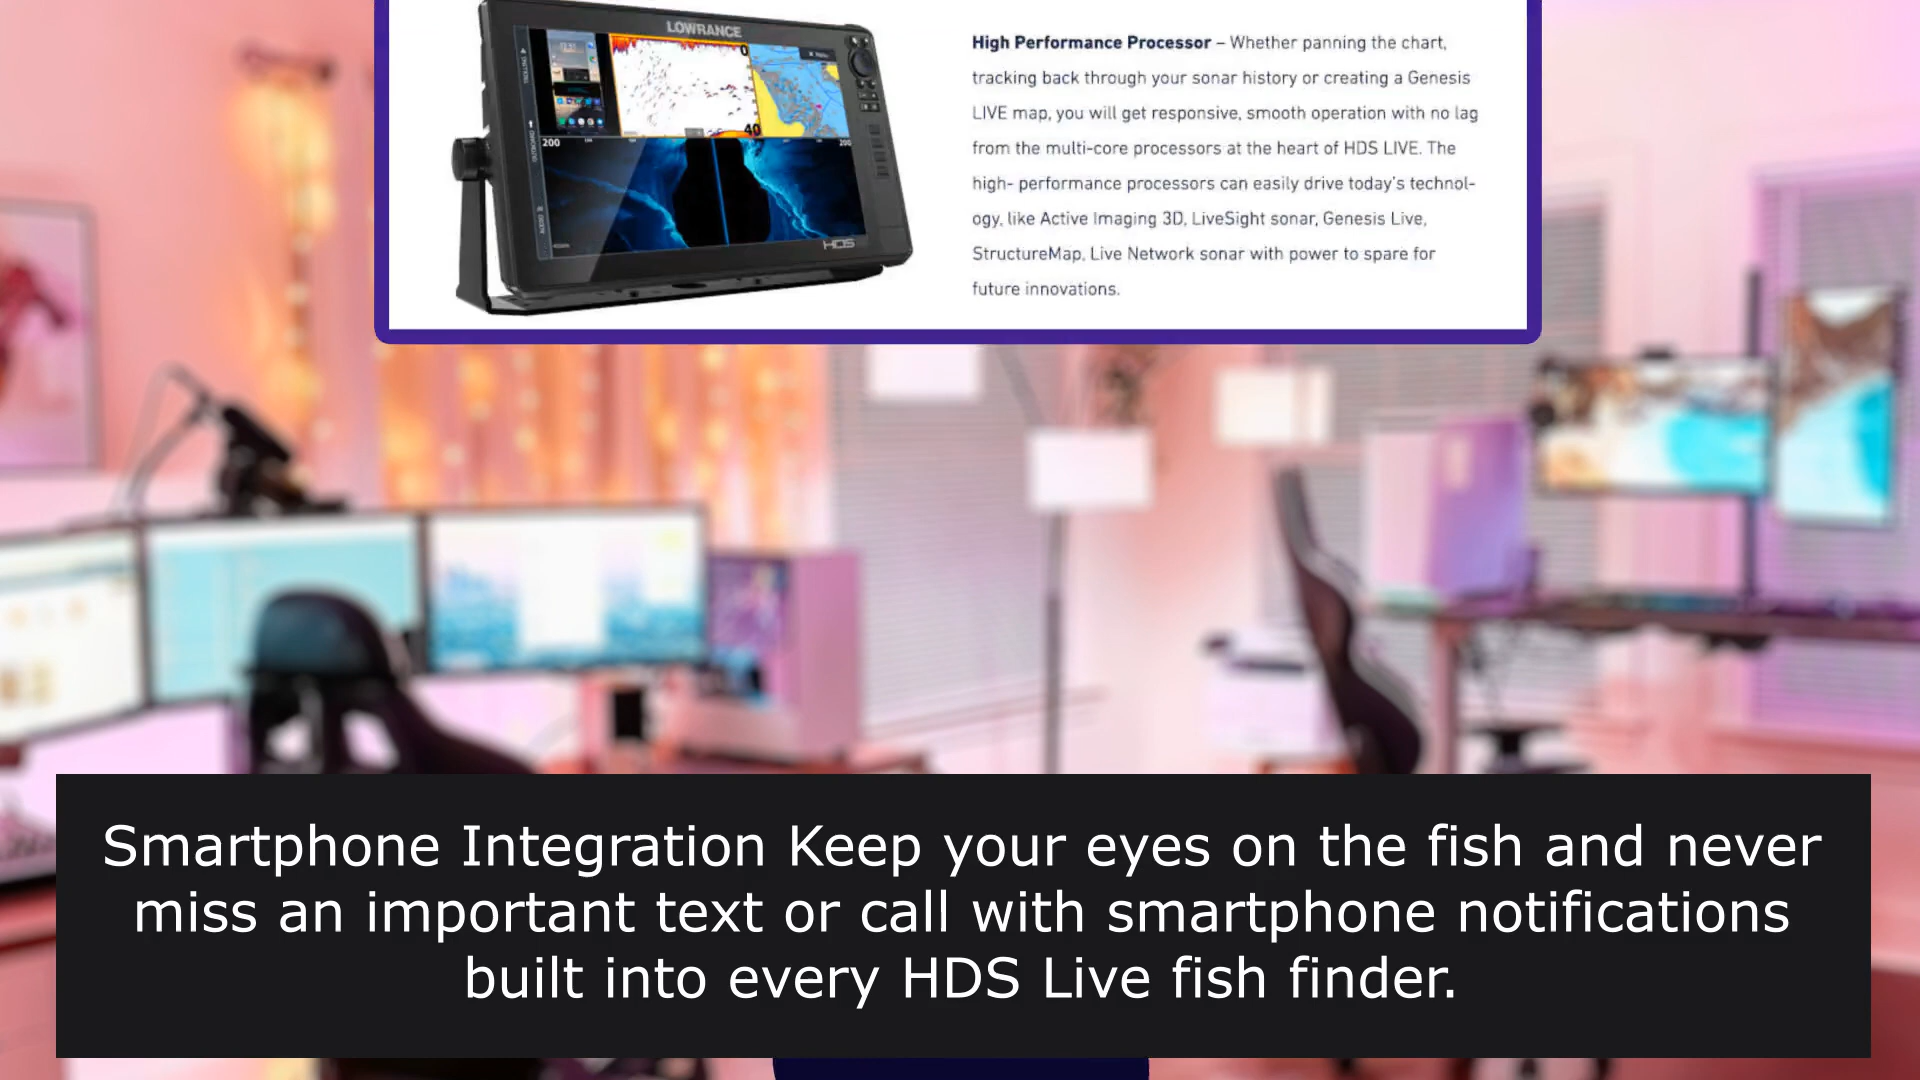 LOWRANCE
0
40
200
200
HDS
High Performance Processor – Whether panning the chart,
tracking back through your sonar history or creating a Genesis
LIVE map, you will get responsive, smooth operation with no lag
from the multi-core processors at the heart of HDS LIVE. The
high- performance processors can easily drive today's technol-
ogy, like Active Imaging 3D, LiveSight sonar, Genesis Live,
StructureMap, Live Network sonar with power to spare for
future innovations.
Smartphone Integration Keep your eyes on the fish and never
miss an important text or call with smartphone notifications
built into every HDS Live fish finder.